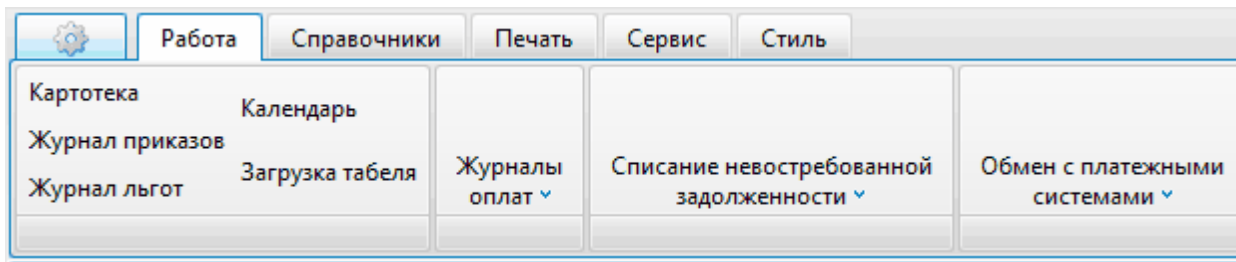 Работа
Справочники
Печать
Сервис
Стиль
Картотека
Журнал приказов
Журнал льгот
Календарь
Загрузка табеля
Журналы
оплат
Списание невостребованной
задолженности
Обмен с платежными
системами